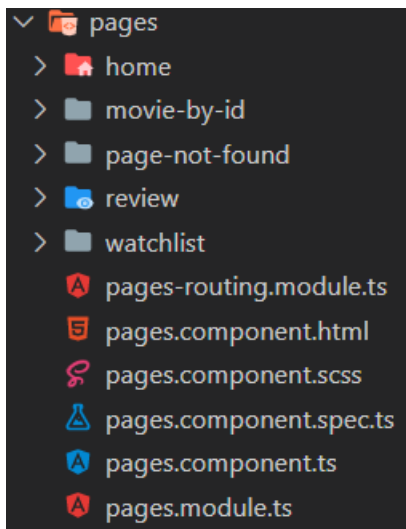 pages
home
movie-by-id
page-not-found
review
watchlist
pages-routing.module.ts
pages.component.html
pages.component.scss
pages.component.spec.ts
pages.component.ts
pages.module.ts